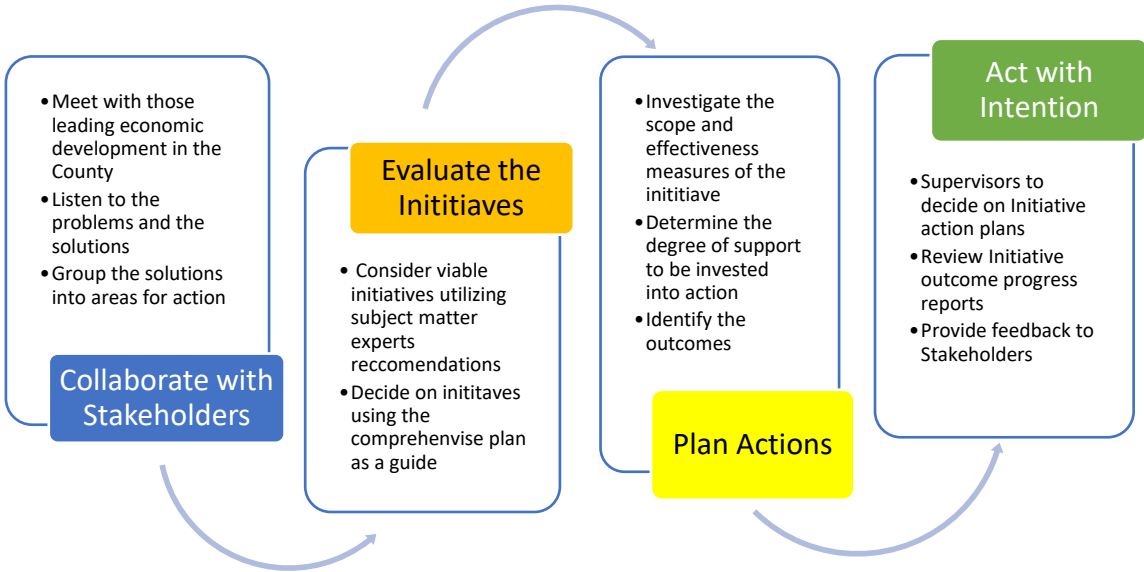 • Meet with those
leading economic
development in the
County
• Listen to the
problems and the
solutions
• Group the solutions
into areas for action
Collaborate with
Stakeholders
Evaluate the
Inititiaves
• Consider viable
initiatives utilizing
subject matter
experts
reccomendations
• Decide on inititaves
using the
comprehenvise plan
as a guide
• Investigate the
scope and
effectiveness
measures of the
inititiave
• Determine the
degree of support
to be invested
into action
• Identify the
outcomes
Plan Actions
Act with
Intention
• Supervisors to
decide on Initiative
action plans
• Review Initiative
outcome progress
reports
• Provide feedback to
Stakeholders